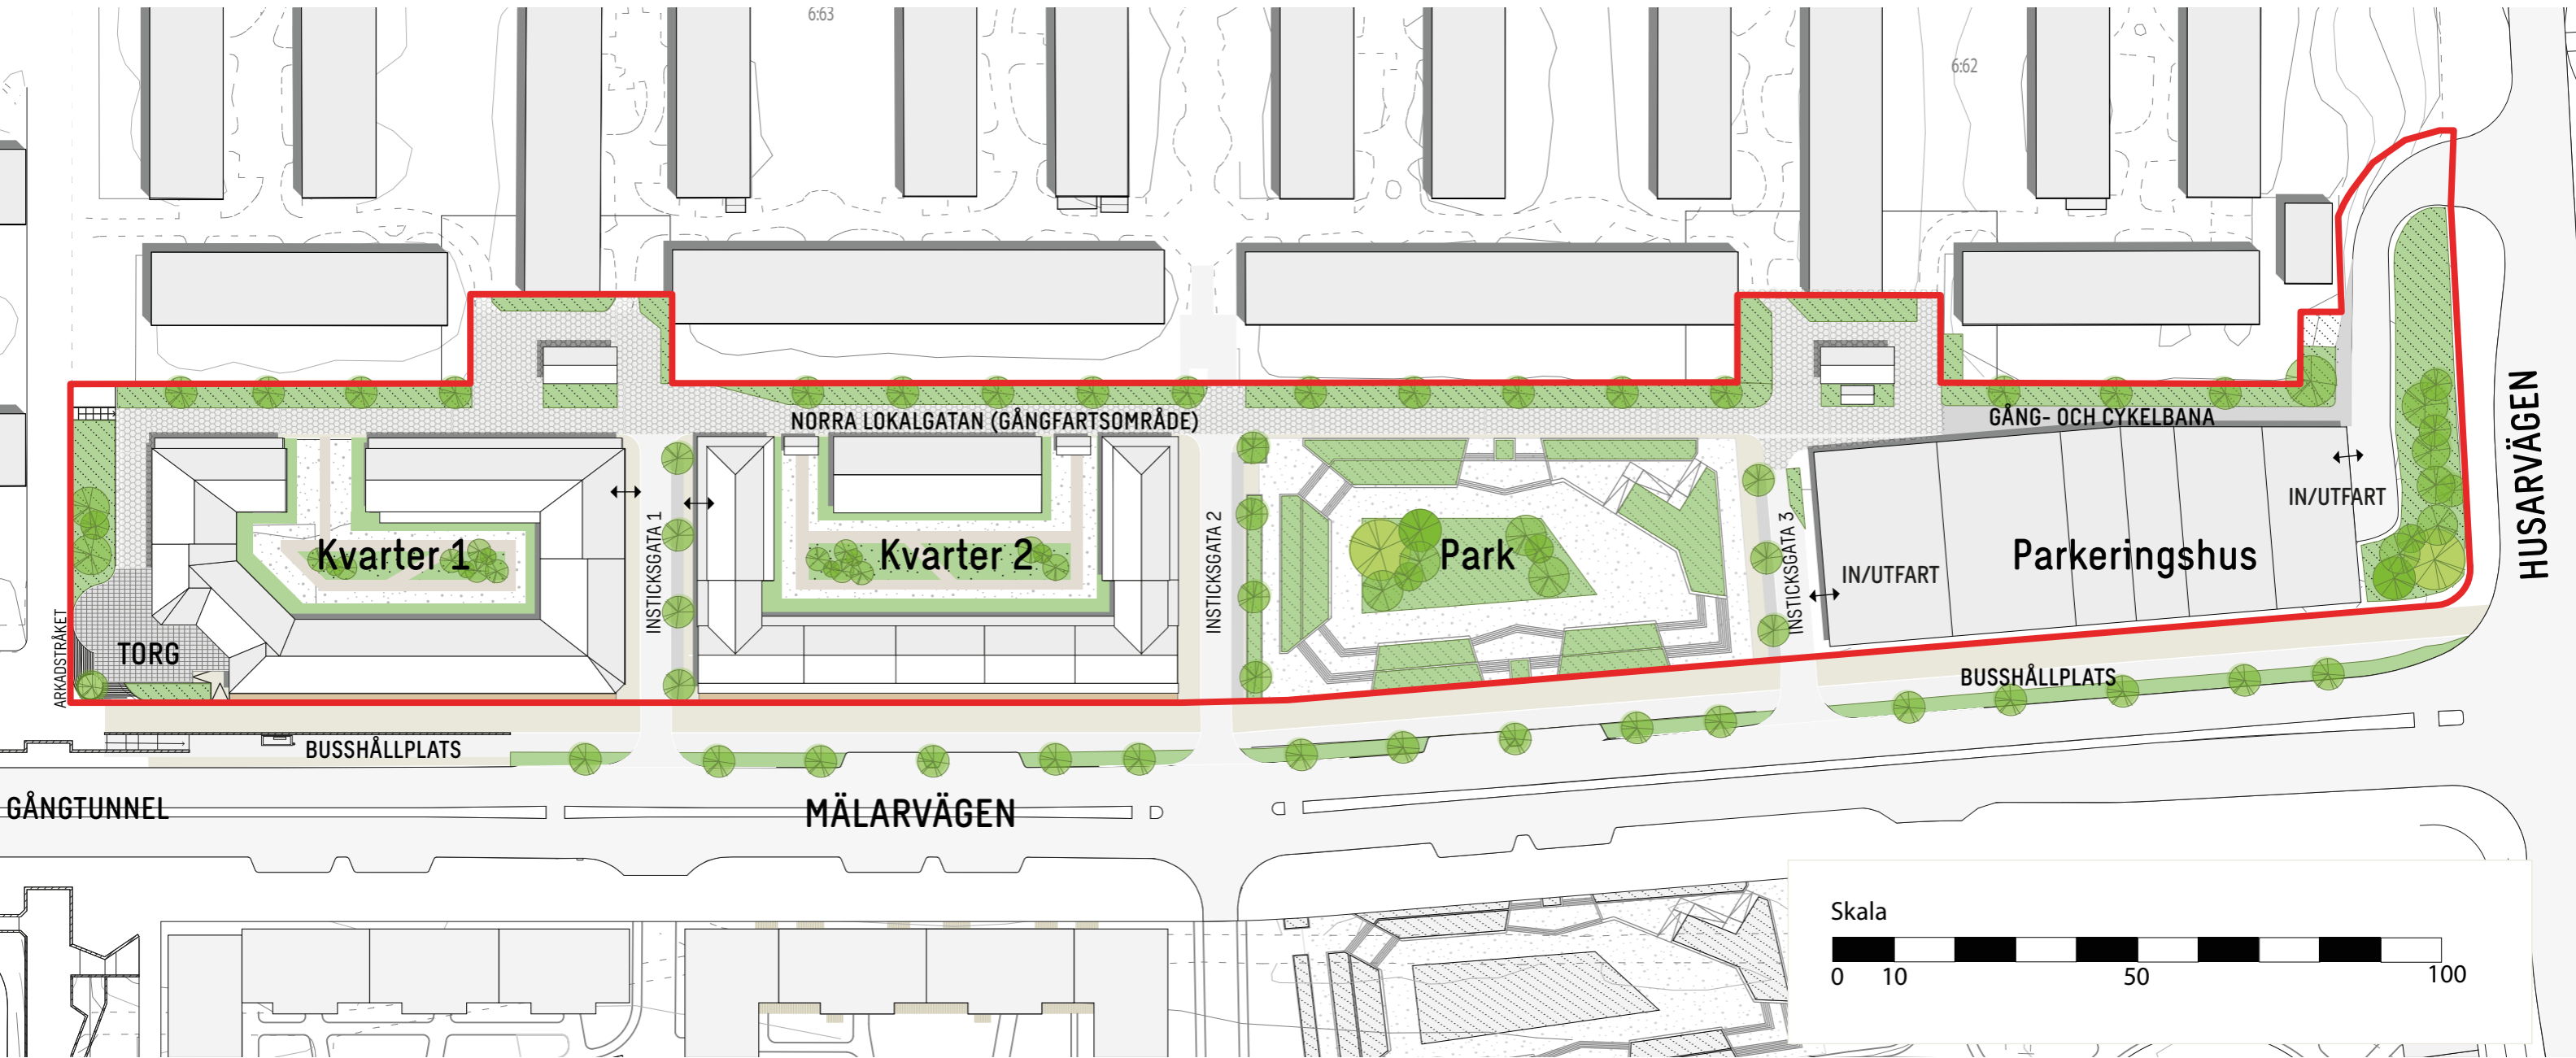 6:63
6:62
NORRA LOKALGATAN (GÅNGFARTSOMRÅDE)
GÅNG- OCH CYKELBANA
HUSARVÄGEN
IN/UTFART
Kvarter 1
INSTICKSGATA 1
Kvarter 2
INSTICKSGATA 2
Park
INSTICKSGATA 3
IN/UTFART
Parkeringshus
ARKADSTRÅKET
TORG
BUSSHÅLLPLATS
BUSSHÅLLPLATS
GÅNGTUNNEL
MÄLARVÄGEN
Skala
0 10 50 100